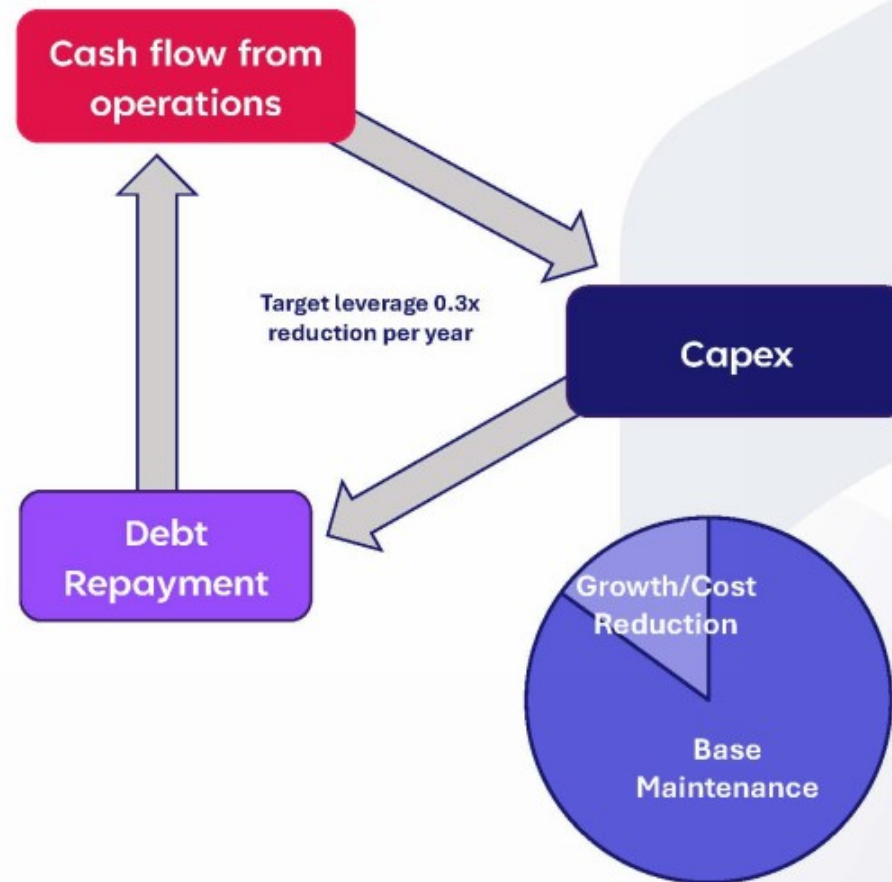 Cash flow from
operations
Target leverage 0.3x
reduction per year
Capex
Debt
Repayment
Growth/Cost
Reduction
Base
Maintenance